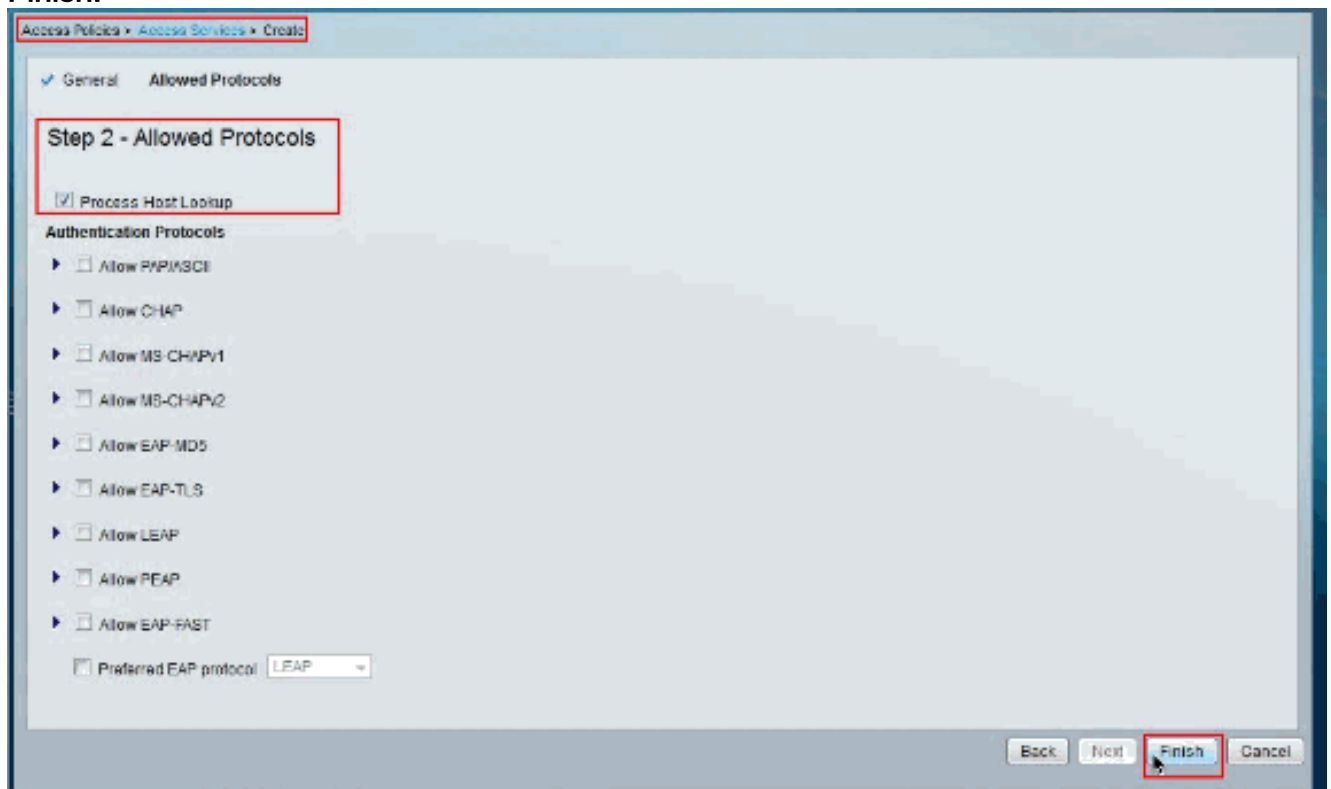 Finish.
Access Policies > Access Services > Create
General Allowed Protocols
Step 2 - Allowed Protocols
Process Host Lookup
Authentication Protocols
Allow PAP/ASCII
Allow CHAP
Allow MS-CHAPv1
Allow MS-CHAPv2
Allow EAP-MD5
Allow EAP-TLS
Allow LEAP
Allow PEAP
Allow EAP-FAST
Preferred EAP protocol LEAP
Back Next Finish Cancel